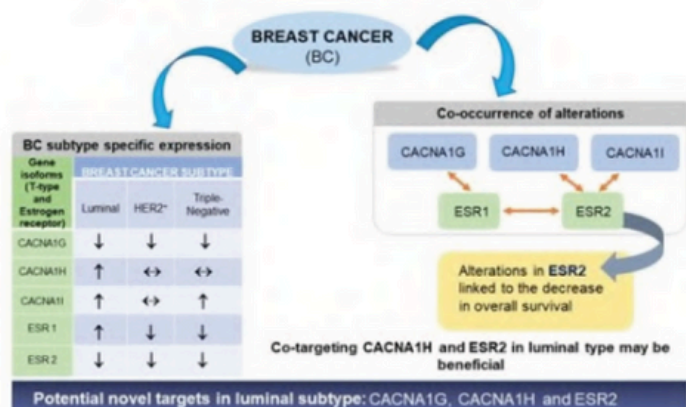 BREAST CANCER
(BC)
BC subtype specific expression
Gene
isoforms
(T-type
and
Estrogen
receptor)
BREAST CANCER SUBTYPE
Luminal
HER2⁺
Triple-
Negative
CACNA1G ↓ ↓ ↓
CACNA1H ↑ ↔ ↔
CACNA1I ↑ ↔ ↑
ESR 1 ↑ ↓ ↓
ESR 2 ↓ ↓ ↓
Co-occurrence of alterations
CACNA1G CACNA1H CACNA1I
ESR1 ESR2
Alterations in ESR2
linked to the decrease
in overall survival
Co-targeting CACNA1H and ESR2 in luminal type may be
beneficial
Potential novel targets in luminal subtype: CACNA1G, CACNA1H and ESR2